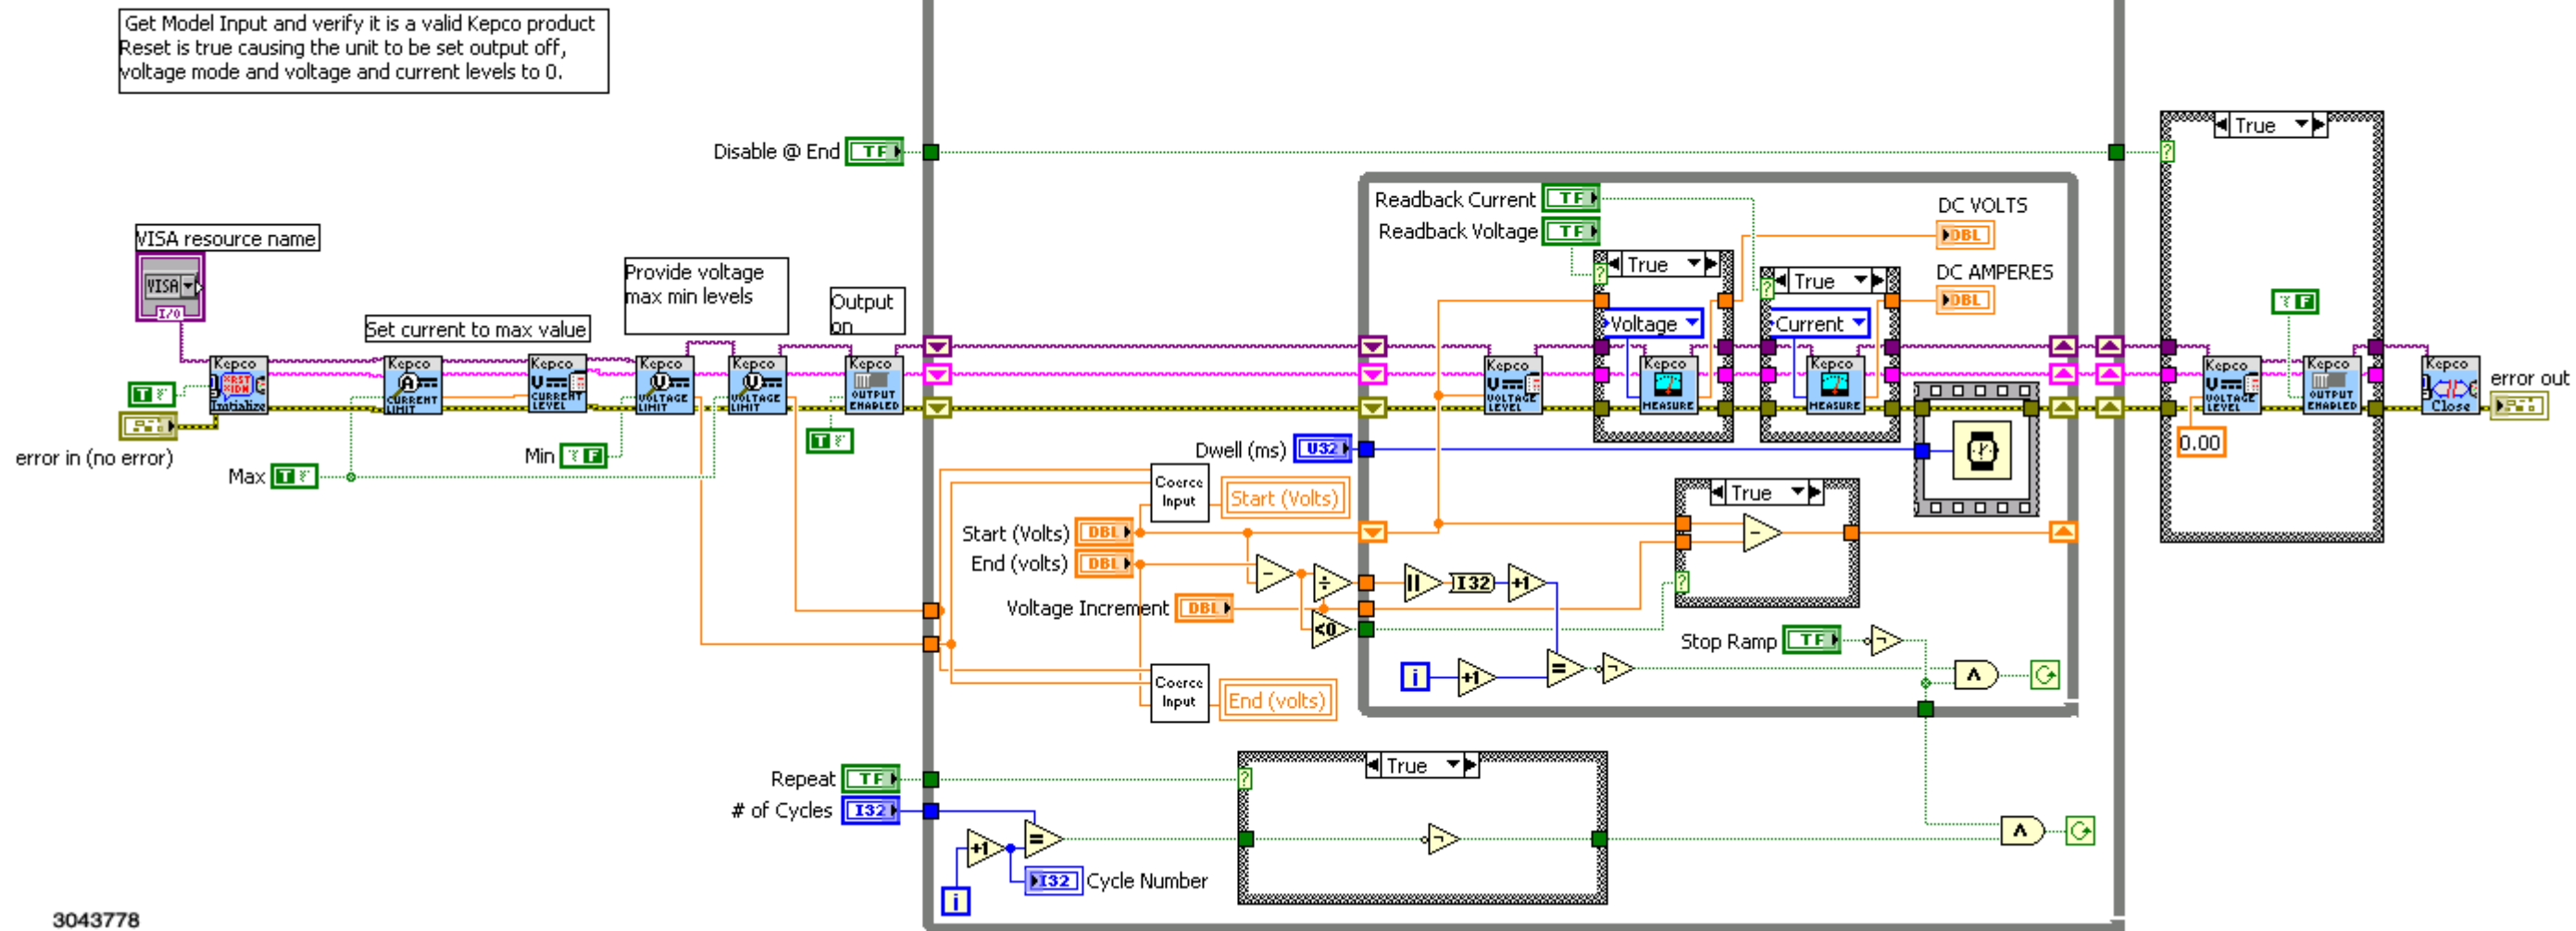 Get Model Input and verify it is a valid Kepco product
Reset is true causing the unit to be set output off,
voltage mode and voltage and current levels to 0.
Disable @ End
TF
True
?
Readback Current
TF
DC VOLTS
Readback Voltage
TF
DBL
VISA resource name
VISA
I/O
Provide voltage
max min levels
Output
on
Set current to max value
?
True
?
True
DC AMPERES
DBL
Voltage
Current
F
Kepco
Initialize
Kepco
A
CURRENT
LIMIT
Kepco
V
CURRENT
LEVEL
Kepco
V
VOLTAGE
LIMIT
Kepco
V
VOLTAGE
LIMIT
Kepco
OUTPUT
ENABLED
Kepco
V
VOLTAGE
LEVEL
Kepco
MEASURE
Kepco
MEASURE
Kepco
V
VOLTAGE
LEVEL
Kepco
OUTPUT
ENABLED
Kepco
Close
error out
T
error in (no error)
Max
T
Min
F
T
Dwell (ms)
U32
0.00
Coerce
Input
Start (Volts)
True
Start (Volts)
DBL
-
End (volts)
DBL
-
÷
||
I32
+1
?
Voltage Increment
DBL
<0
Stop Ramp
TF
¬
i
+1
=
¬
∧
Coerce
Input
End (volts)
Repeat
TF
?
True
# of Cycles
I32
+1
=
¬
∧
I32
Cycle Number
i
3043778